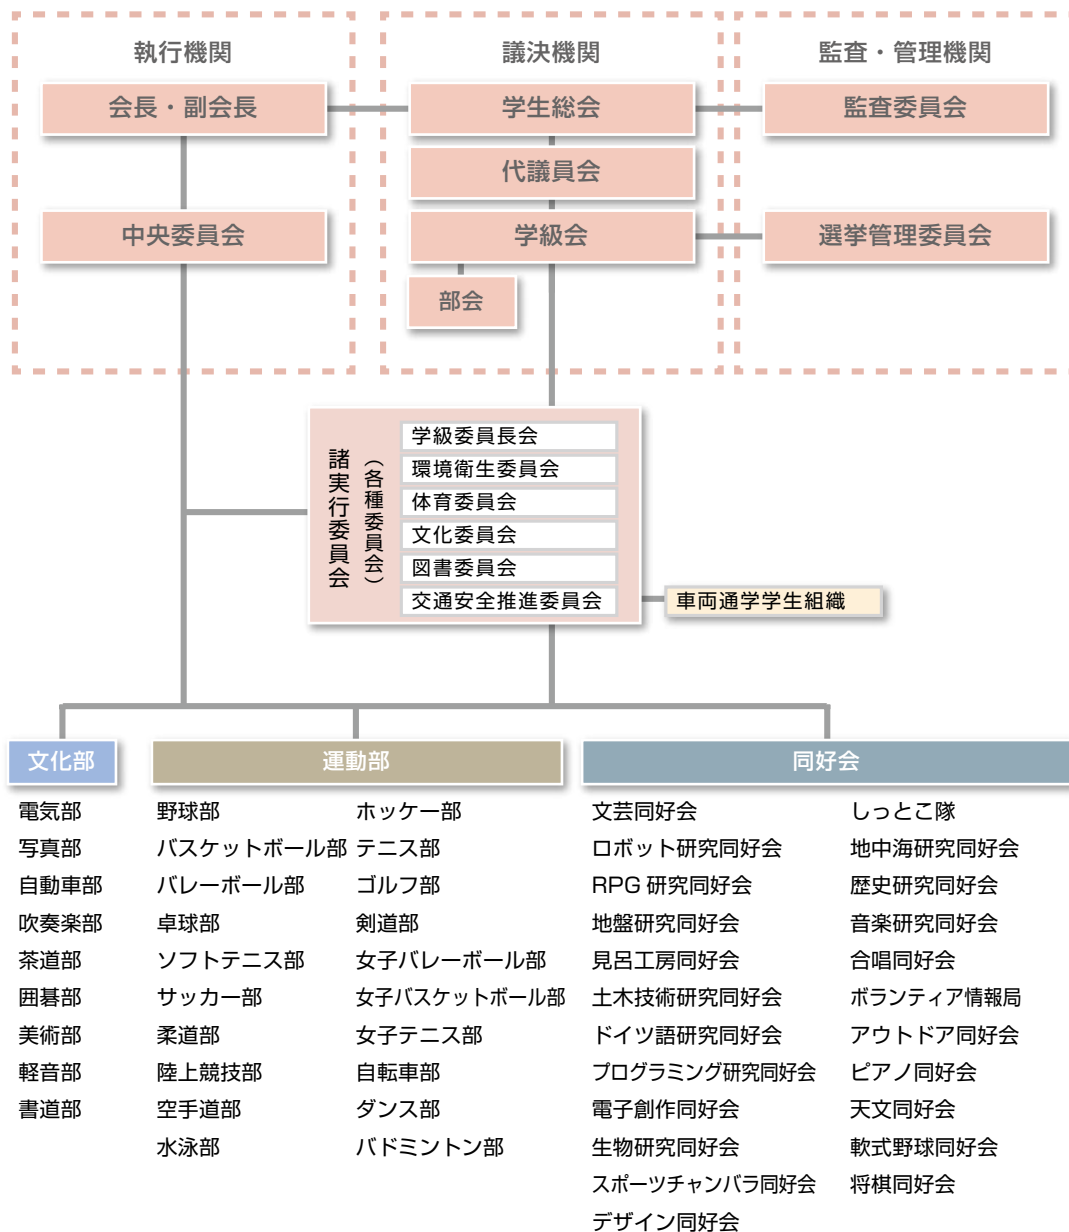 執行機関
議決機関
監査・管理機関
会長・副会長
学生総会
監査委員会
代議員会
中央委員会
学級会
選挙管理委員会
部会
諸実行委員会
（各種委員会）
学級委員長会
環境衛生委員会
体育委員会
文化委員会
図書委員会
交通安全推進委員会
車両通学学生組織
文化部
電気部
写真部
自動車部
吹奏楽部
茶道部
囲碁部
美術部
軽音部
書道部
運動部
野球部
バスケットボール部
バレーボール部
卓球部
ソフトテニス部
サッカー部
柔道部
陸上競技部
空手道部
水泳部
ホッケー部
テニス部
ゴルフ部
剣道部
女子バレーボール部
女子バスケットボール部
女子テニス部
自転車部
ダンス部
バドミントン部
同好会
文芸同好会
ロボット研究同好会
RPG 研究同好会
地盤研究同好会
見呂工房同好会
土木技術研究同好会
ドイツ語研究同好会
プログラミング研究同好会
電子創作同好会
生物研究同好会
スポーツチャンバラ同好会
デザイン同好会
しっとこ隊
地中海研究同好会
歴史研究同好会
音楽研究同好会
合唱同好会
ボランティア情報局
アウトドア同好会
ピアノ同好会
天文同好会
軟式野球同好会
将棋同好会